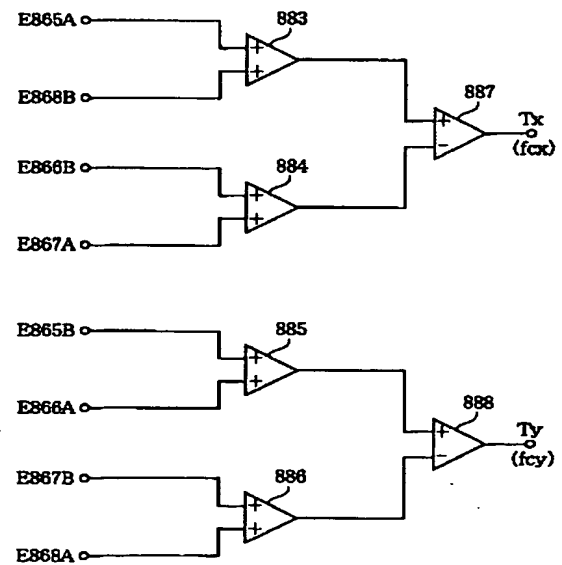 E865A
883
E868B
887
+
+
+
−
Tx
(fcx)
E866B
884
+
+
E867A
E865B
885
+
+
E866A
888
+
−
Ty
(fcy)
E867B
886
+
+
E868A